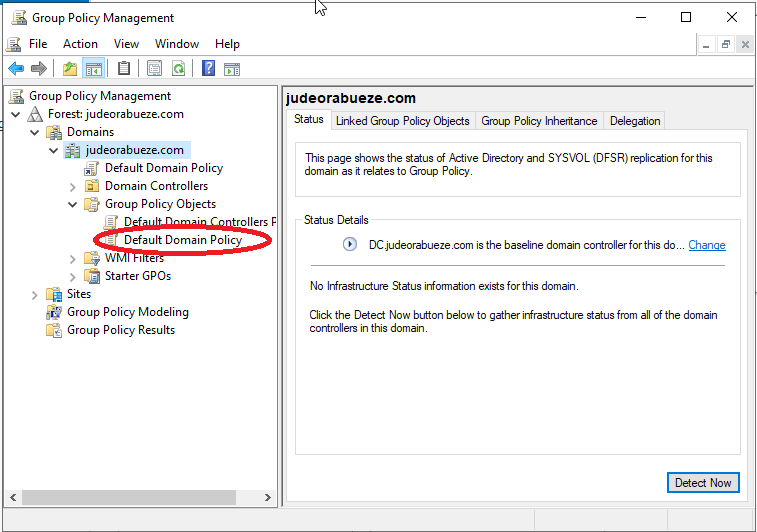 Group Policy Management
File Action View Window Help
Group Policy Management
Forest: judeorabueze.com
Domains
judeorabueze.com
Default Domain Policy
Domain Controllers
Group Policy Objects
Default Domain Controllers P
Default Domain Policy
WMI Filters
Starter GPOs
Sites
Group Policy Modeling
Group Policy Results
judeorabueze.com
Status Linked Group Policy Objects Group Policy Inheritance Delegation
This page shows the status of Active Directory and SYSVOL (DFSR) replication for this
domain as it relates to Group Policy.
Status Details
DC.judeorabueze.com is the baseline domain controller for this do... Change
No Infrastructure Status information exists for this domain.
Click the Detect Now button below to gather infrastructure status from all of the domain
controllers in this domain.
Detect Now